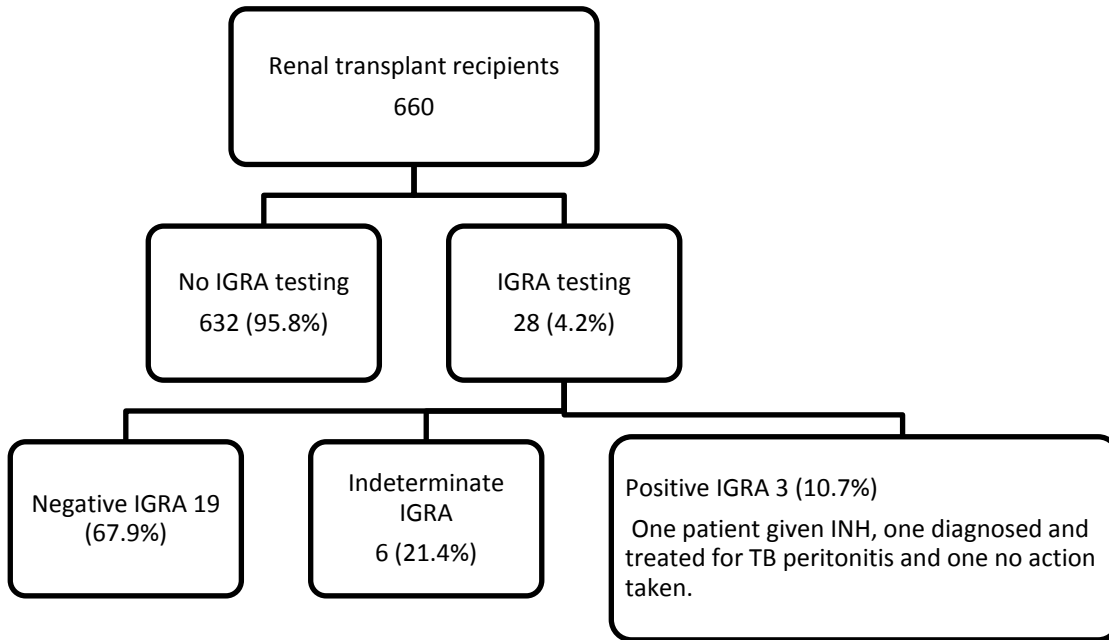 Renal transplant recipients
660
No IGRA testing
632 (95.8%)
IGRA testing
28 (4.2%)
Negative IGRA 19
(67.9%)
Indeterminate
IGRA
6 (21.4%)
Positive IGRA 3 (10.7%)
One patient given INH, one diagnosed and
treated for TB peritonitis and one no action
taken.